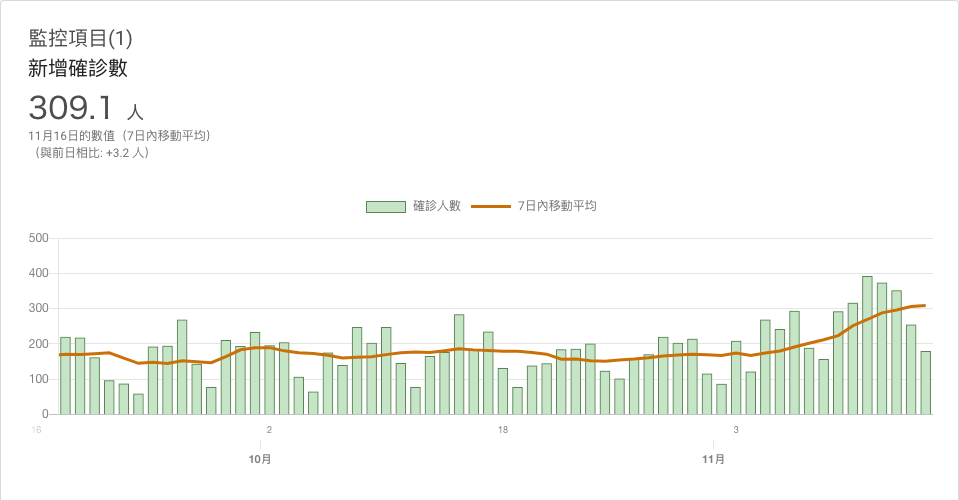 監控項目(1)
新增確診數
309.1 人
11月16日的數值（7日內移動平均）
（與前日相比: +3.2 人）
確診人數 7日內移動平均
500
400
300
200
100
0
16 2 18 3
10月 11月